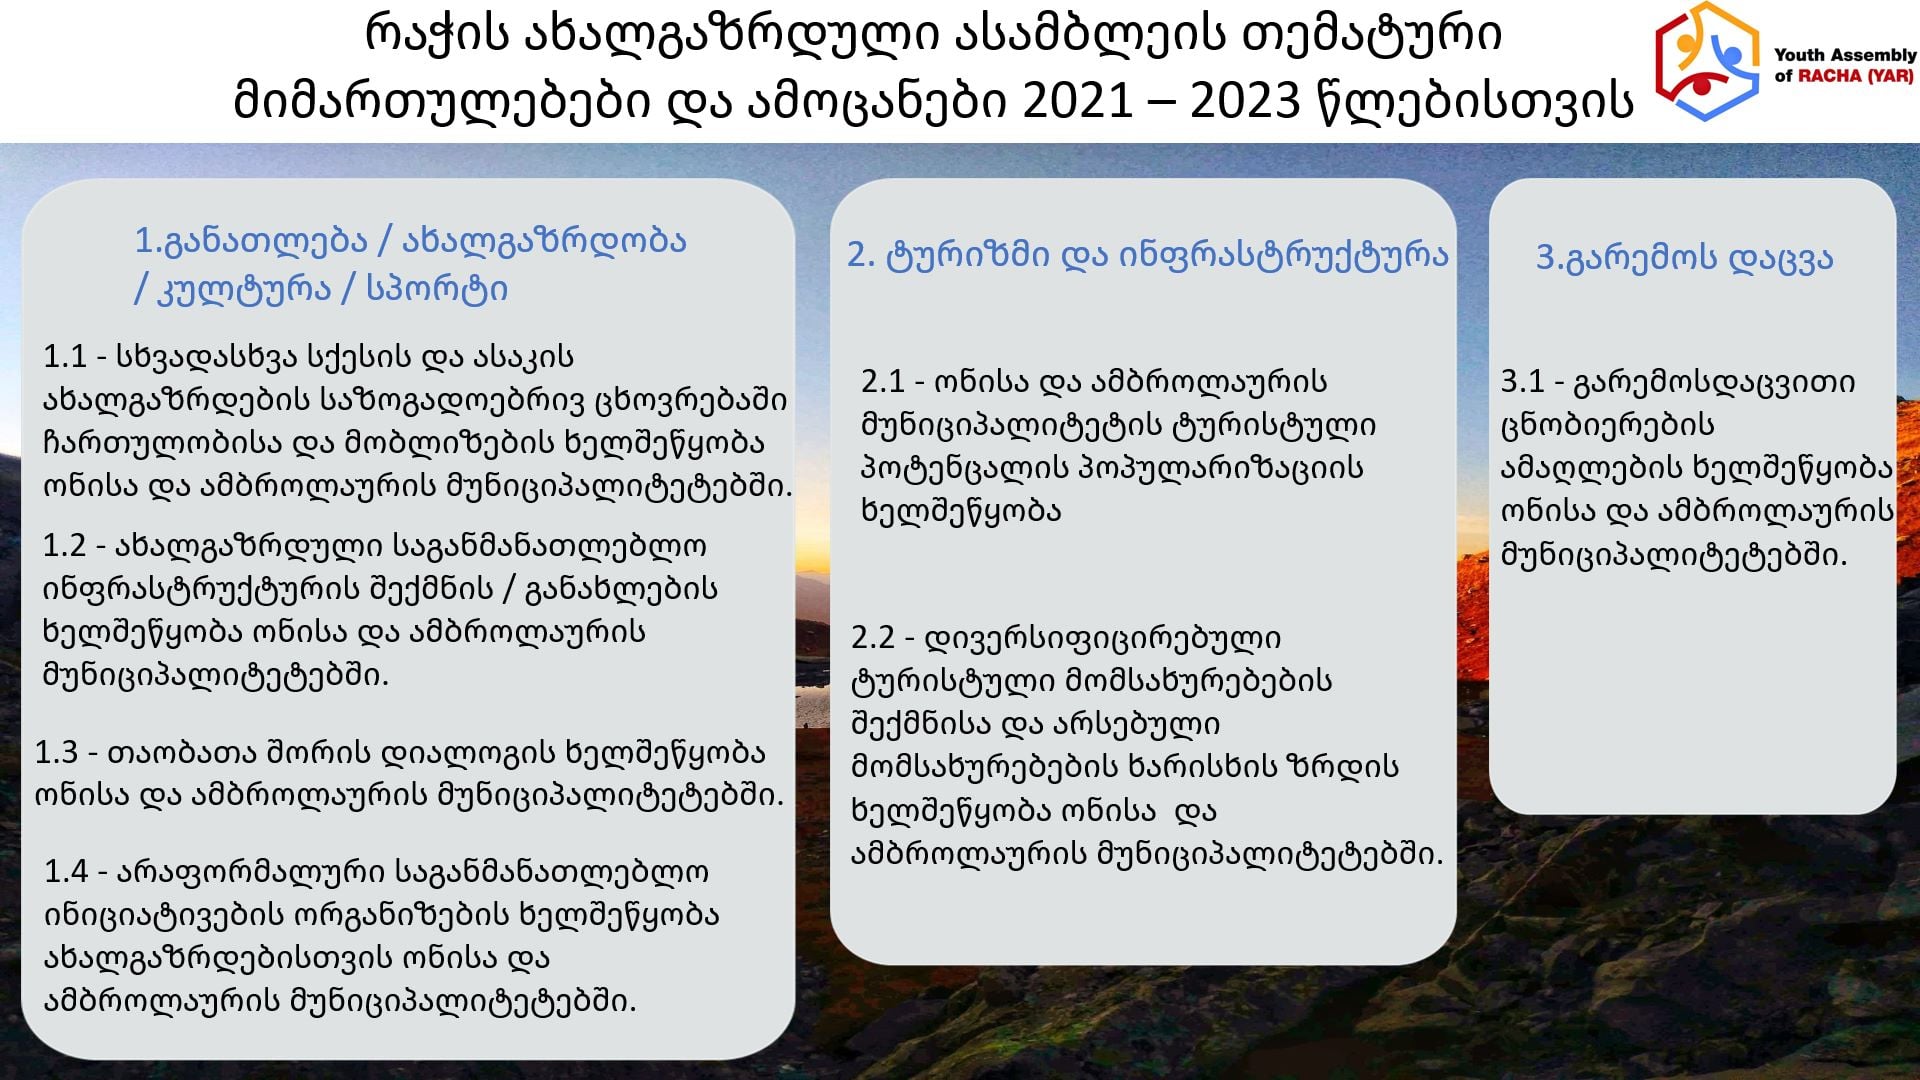 რაჭის ახალგაზრდული ასამბლეის თემატური
მიმართულებები და ამოცანები 2021 – 2023 წლებისთვის
Youth Assembly
of RACHA (YAR)
1.განათლება / ახალგაზრდობა
/ კულტურა / სპორტი
1.1 - სხვადასხვა სქესის და ასაკის
ახალგაზრდების საზოგადოებრივ ცხოვრებაში
ჩართულობისა და მობლიზების ხელშეწყობა
ონისა და ამბროლაურის მუნიციპალიტეტებში.
1.2 - ახალგაზრდული საგანმანათლებლო
ინფრასტრუქტურის შექმნის / განახლების
ხელშეწყობა ონისა და ამბროლაურის
მუნიციპალიტეტებში.
1.3 - თაობათა შორის დიალოგის ხელშეწყობა
ონისა და ამბროლაურის მუნიციპალიტეტებში.
1.4 - არაფორმალური საგანმანათლებლო
ინიციატივების ორგანიზების ხელშეწყობა
ახალგაზრდებისთვის ონისა და
ამბროლაურის მუნიციპალიტეტებში.
2. ტურიზმი და ინფრასტრუქტურა
2.1 - ონისა და ამბროლაურის
მუნიციპალიტეტის ტურისტული
პოტენცალის პოპულარიზაციის
ხელშეწყობა
2.2 - დივერსიფიცირებული
ტურისტული მომსახურებების
შექმნისა და არსებული
მომსახურებების ხარისხის ზრდის
ხელშეწყობა ონისა  და
ამბროლაურის მუნიციპალიტეტებში.
3.გარემოს დაცვა
3.1 - გარემოსდაცვითი
ცნობიერების
ამაღლების ხელშეწყობა
ონისა და ამბროლაურის
მუნიციპალიტეტებში.